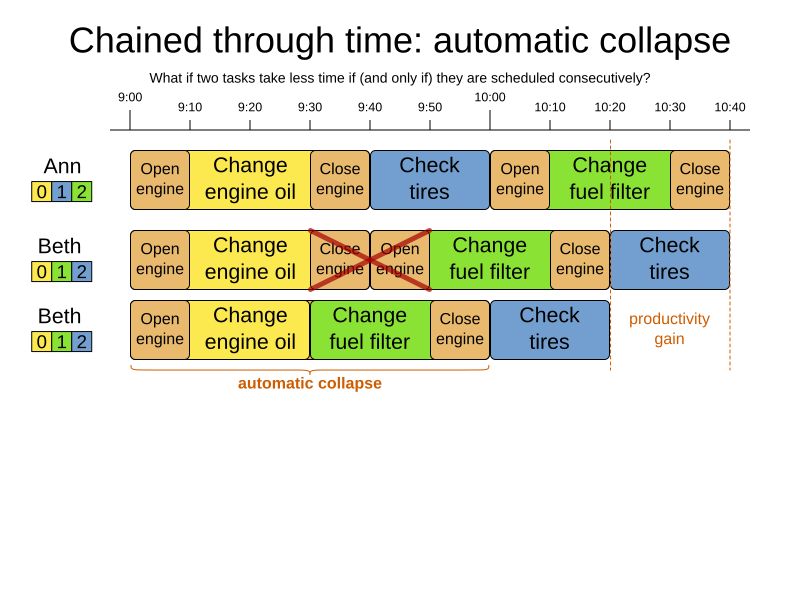 Chained through time: automatic collapse
What if two tasks take less time if (and only if) they are scheduled consecutively?
9:00 10:00
9:10 9:20 9:30 9:40 9:50 10:10 10:20 10:30 10:40
Ann
0 1 2
Open
engine
Change
engine oil
Close
engine
Check
tires
Open
engine
Change
fuel filter
Close
engine
Beth
0 1 2
Open
engine
Change
engine oil
Close
engine
Open
engine
Change
fuel filter
Close
engine
Check
tires
Beth
0 1 2
Open
engine
Change
engine oil
Change
fuel filter
Close
engine
Check
tires
productivity
gain
automatic collapse